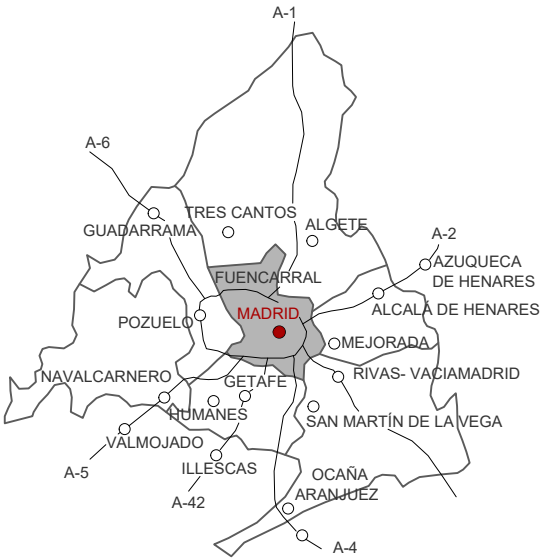 A-1
A-6
TRES CANTOS
ALGETE
GUADARRAMA
A-2
AZUQUECA
DE HENARES
FUENCARRAL
ALCALÁ DE HENARES
MADRID
POZUELO
MEJORADA
NAVALCARNERO
GETAFE
RIVAS- VACIAMADRID
HUMANES
SAN MARTÍN DE LA VEGA
VALMOJADO
ILLESCAS
A-5
OCAÑA
ARANJUEZ
A-42
A-4